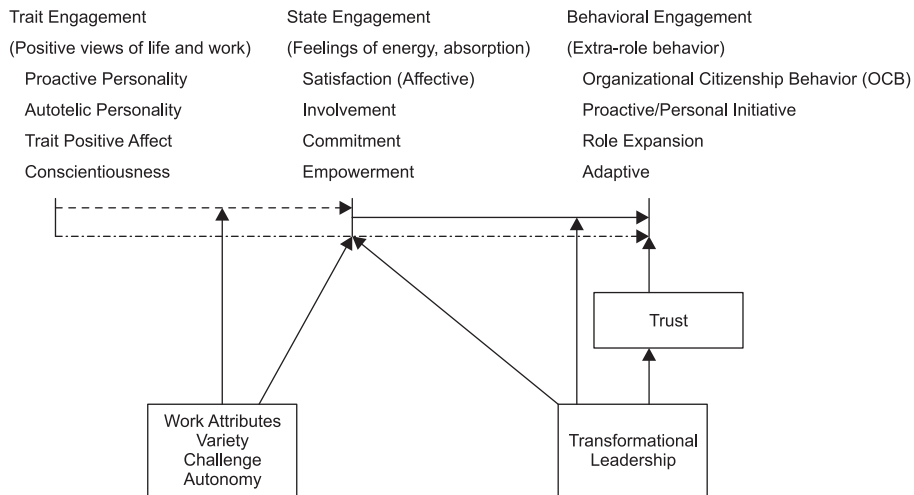 Trait Engagement
(Positive views of life and work)
Proactive Personality
Autotelic Personality
Trait Positive Affect
Conscientiousness
State Engagement
(Feelings of energy, absorption)
Satisfaction (Affective)
Involvement
Commitment
Empowerment
Behavioral Engagement
(Extra-role behavior)
Organizational Citizenship Behavior (OCB)
Proactive/Personal Initiative
Role Expansion
Adaptive
Trust
Work Attributes
Variety
Challenge
Autonomy
Transformational
Leadership